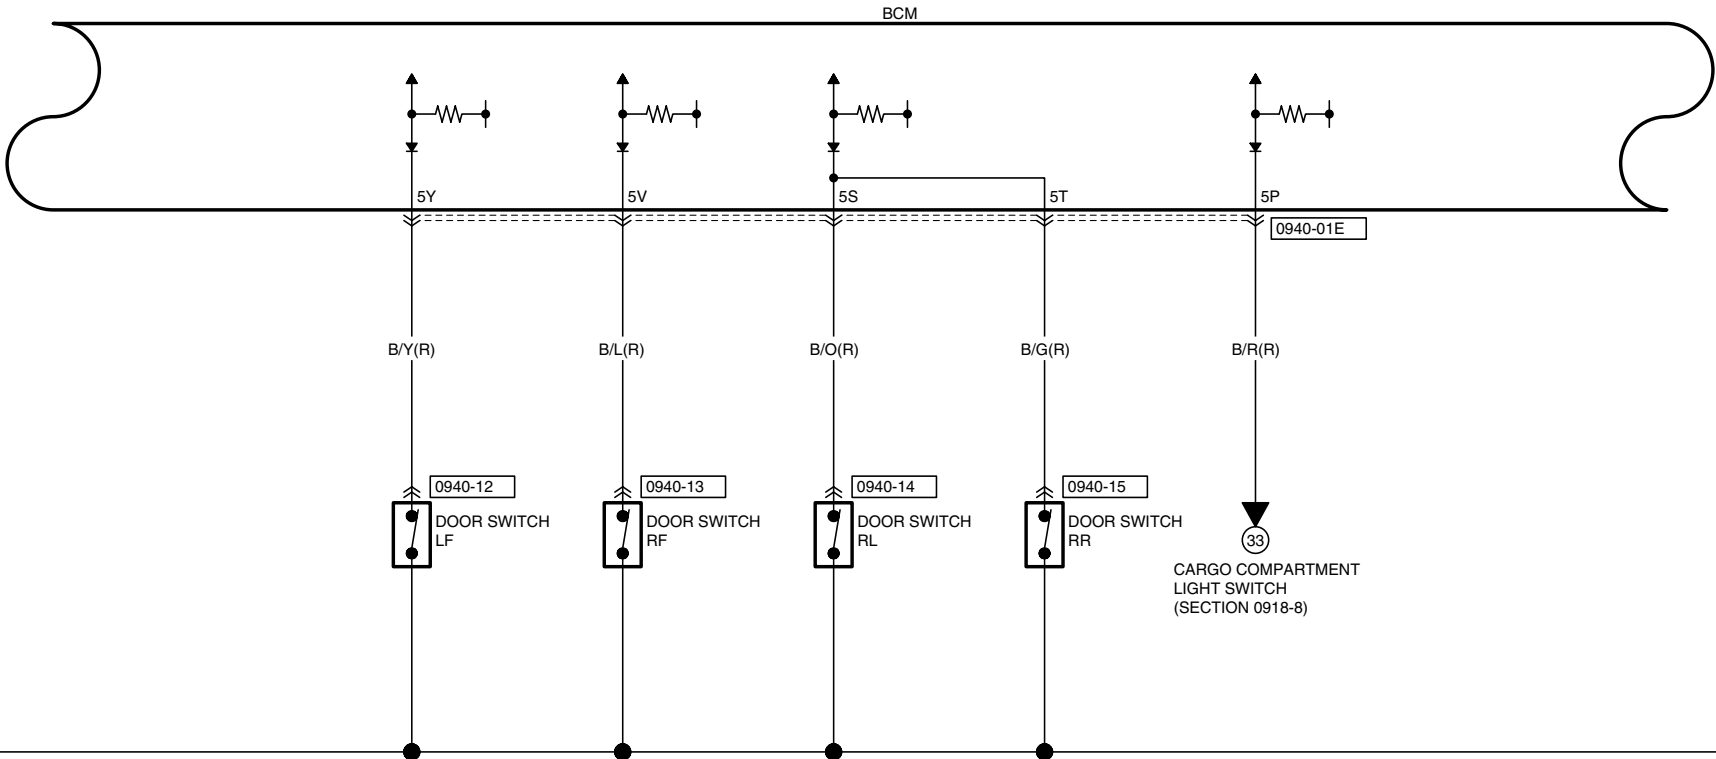 BCM
5Y
5V
5S
5T
5P
0940-01E
B/Y(R)
B/L(R)
B/O(R)
B/G(R)
B/R(R)
0940-12
0940-13
0940-14
0940-15
DOOR SWITCH
LF
DOOR SWITCH
RF
DOOR SWITCH
RL
DOOR SWITCH
RR
33
CARGO COMPARTMENT
LIGHT SWITCH
(SECTION 0918-8)